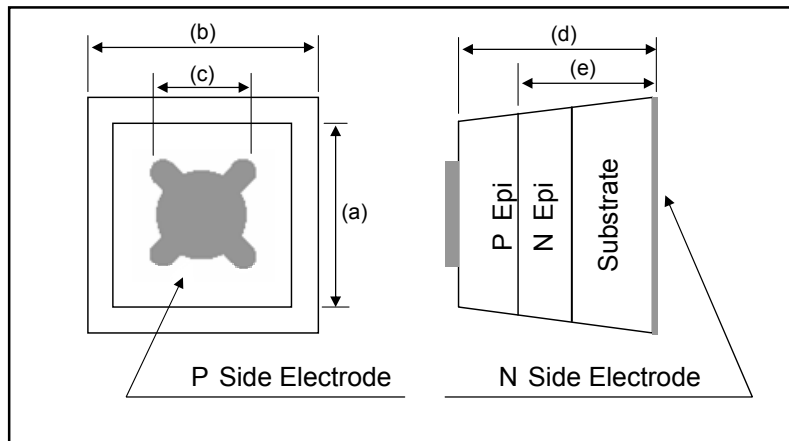 (b)
(c)
(a)
P Side Electrode
(d)
(e)
P Epi
N Epi
Substrate
N Side Electrode